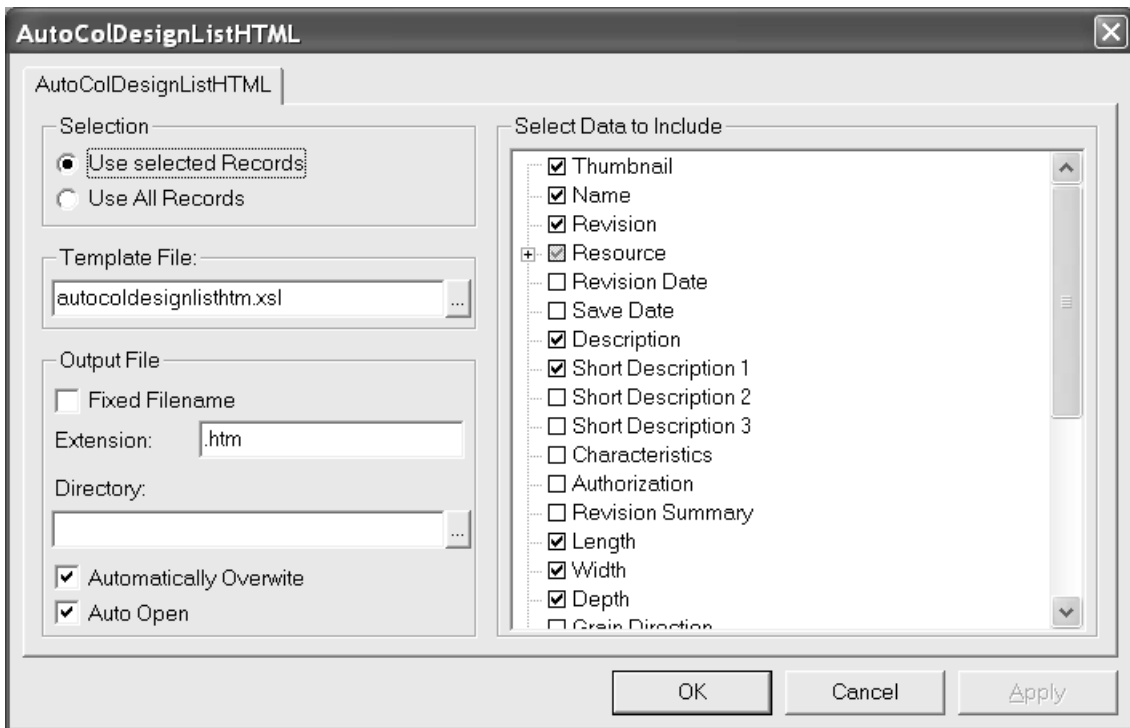 AutoColDesignListHTML
AutoColDesignListHTML
Selection
Use selected Records
Use All Records
Template File:
autocoldesignlisthtm.xsl
...
Output File
Fixed Filename
Extension:
.htm
Directory:
...
Automatically Overwite
Auto Open
Select Data to Include
Thumbnail
Name
Revision
Resource
Revision Date
Save Date
Description
Short Description 1
Short Description 2
Short Description 3
Characteristics
Authorization
Revision Summary
Length
Width
Depth
Grain Direction
OK
Cancel
Apply